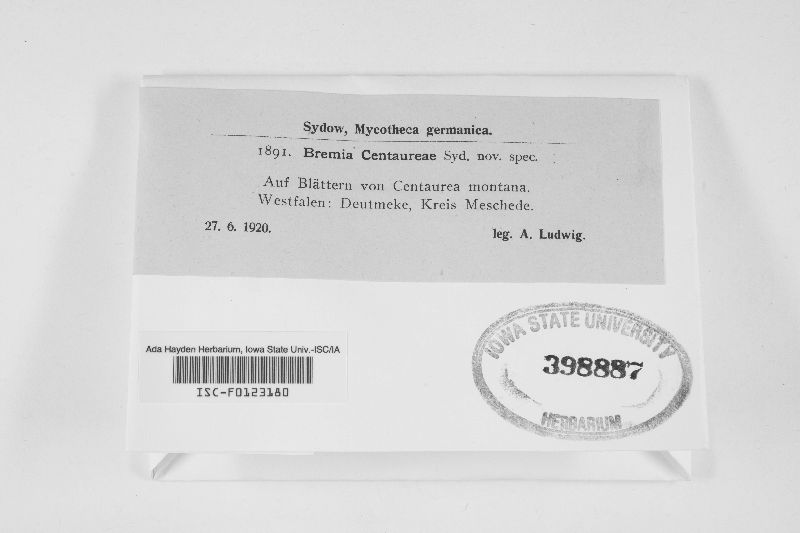 Sydow, Mycotheca germanica.
1891. Bremia Centaureae Syd. nov. spec.
Auf Blättern von Centaurea montana.
Westfalen: Deutmeke, Kreis Meschede.
27. 6. 1920. leg. A. Ludwig.
Ada Hayden Herbarium, Iowa State Univ.-ISC/IA
ISC-F0123180
IOWA STATE UNIVERSITY
398887
HERBARIUM